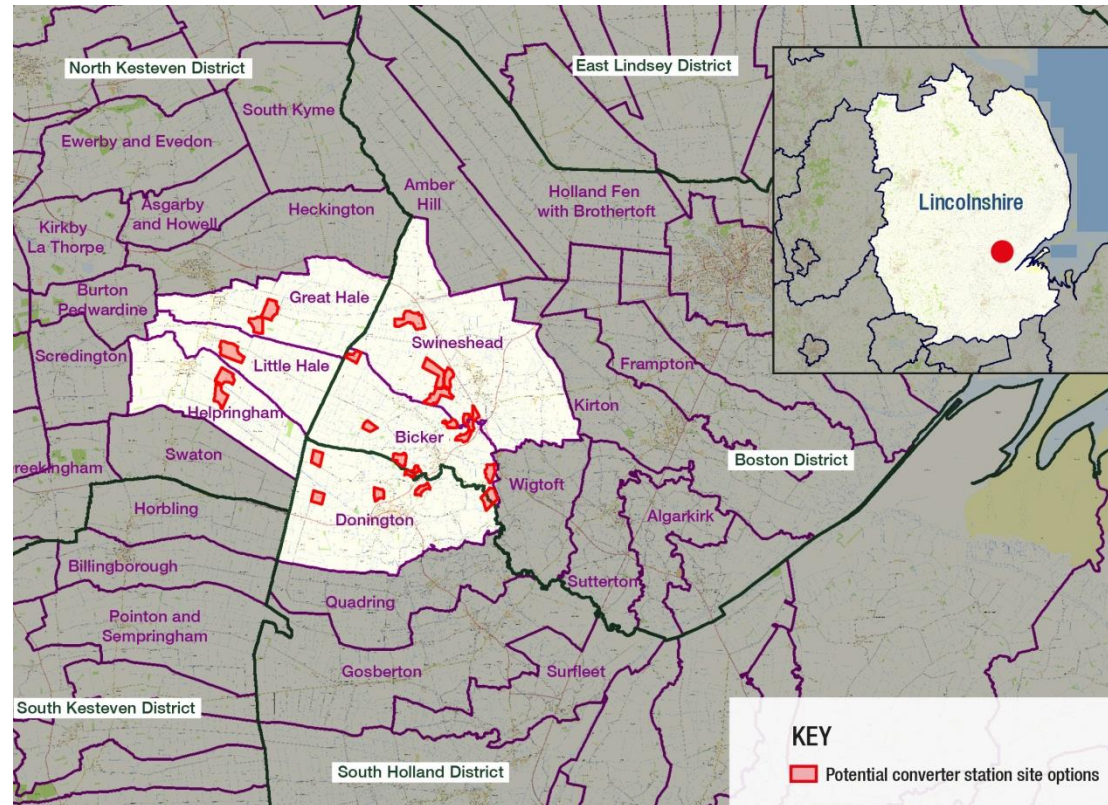 North Kesteven District
East Lindsey District
South Kyme
Ewerby and Evedon
Lincolnshire
Amber
Hill
Holland Fen
with Brothertoft
Asgarby
and Howell
Heckington
Kirkby
La Thorpe
Burton
Pedwardine
Great Hale
Swineshead
Scredington
Little Hale
Frampton
Helpringham
Kirton
Bicker
Swaton
reekingham
Wigtoft
Boston District
Horbling
Donington
Algarkirk
Billingborough
Sutterton
Quadring
Pointon and
Sempringham
Gosberton
Surfleet
South Kesteven District
South Holland District
KEY
Potential converter station site options